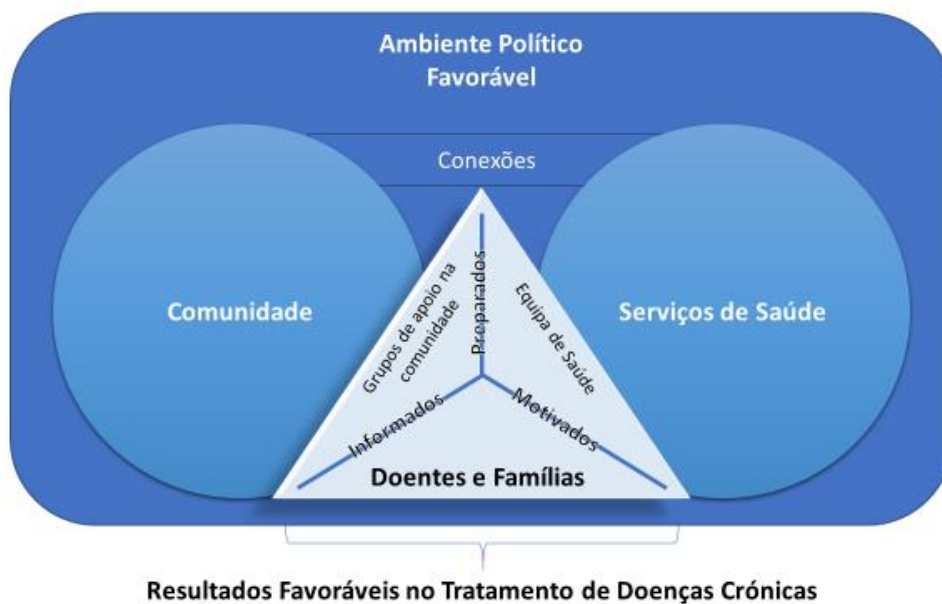 Ambiente Político
Favorável
Conexões
Comunidade
Grupos de apoio na
comunidade
Preparados
Equipa de Saúde
Serviços de Saúde
Informados
Motivados
Doentes e Famílias
Resultados Favoráveis no Tratamento de Doenças Crónicas